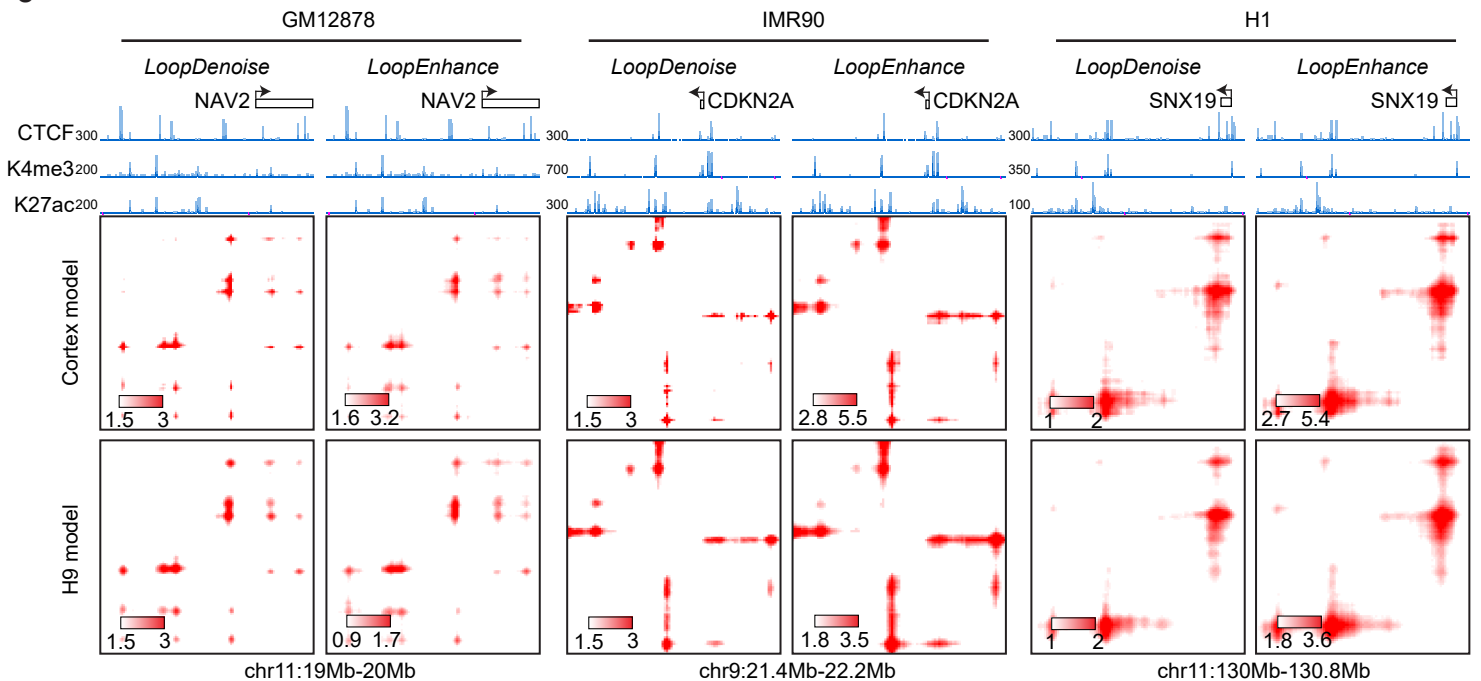 GM12878 IMR90 H1
LoopDenoise LoopEnhance LoopDenoise LoopEnhance LoopDenoise LoopEnhance
NAV2 NAV2 CDKN2A CDKN2A SNX19 SNX19
CTCF 300 300 300
K4me3 200 700 350
K27ac 200 300 100
Cortex model
1.5 3 1.6 3.2 1.5 3 2.8 5.5 1 2 2.7 5.4
H9 model
1.5 3 0.9 1.7 1.5 3 1.8 3.5 1 2 1.8 3.6
chr11:19Mb-20Mb chr9:21.4Mb-22.2Mb chr11:130Mb-130.8Mb